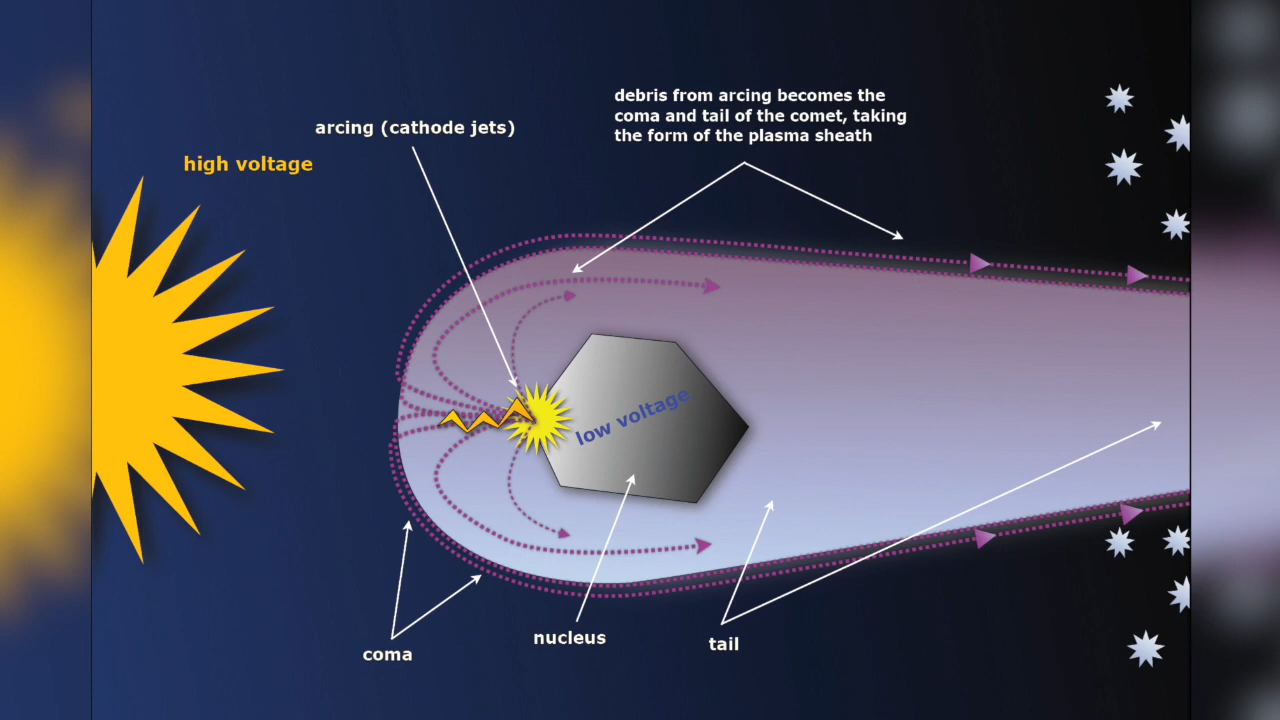 debris from arcing becomes the
coma and tail of the comet, taking
the form of the plasma sheath
arcing (cathode jets)
high voltage
low voltage
nucleus
tail
coma